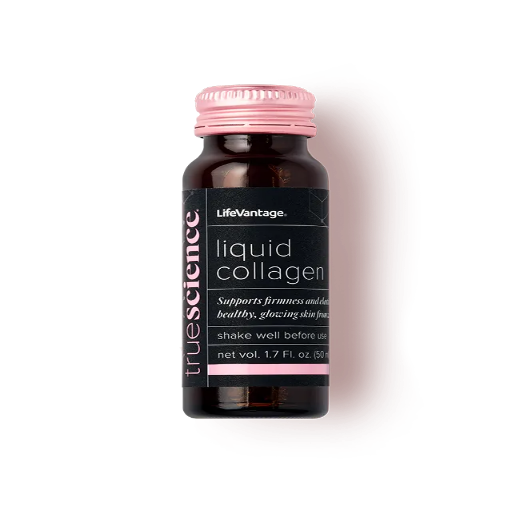 LifeVantage®
truescience®
liquid
collagen
Supports firmness and
healthy, glowing skin
shake well before use
net vol. 1.7 Fl. oz. (50